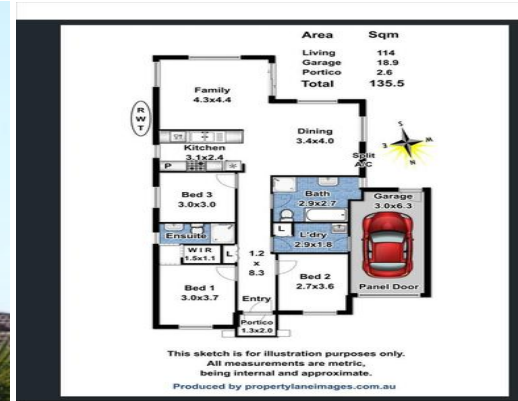 Area Sqm
Living 114
Garage 18.9
Portico 2.6
Total 135.5
Family
4.3x4.4
RWT
Dining
3.4x4.0
Kitchen
3.1x2.4
P
S
W
E
N
Split
A/C
Bed 3
3.0x3.0
Bath
2.9x2.7
Garage
3.0x6.3
Ensuite
L
L'dry
2.9x1.8
WIR
1.5x1.1
L
1.2
x
8.3
Bed 1
3.0x3.7
Bed 2
2.7x3.6
Panel Door
Entry
Portico
1.3x2.0
This sketch is for illustration purposes only.
All measurements are metric,
being internal and approximate.
Produced by propertylaneimages.com.au